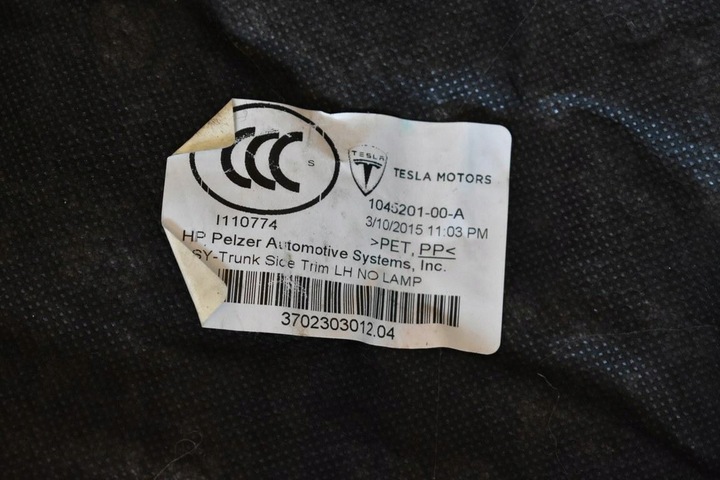 CCC S
TESLA
TESLA MOTORS
I110774
1045201-00-A
3/10/2015 11:03 PM
>PET, PP<
HP Pelzer Automotive Systems, Inc.
SY-Trunk Side Trim LH NO LAMP
3702303012.04